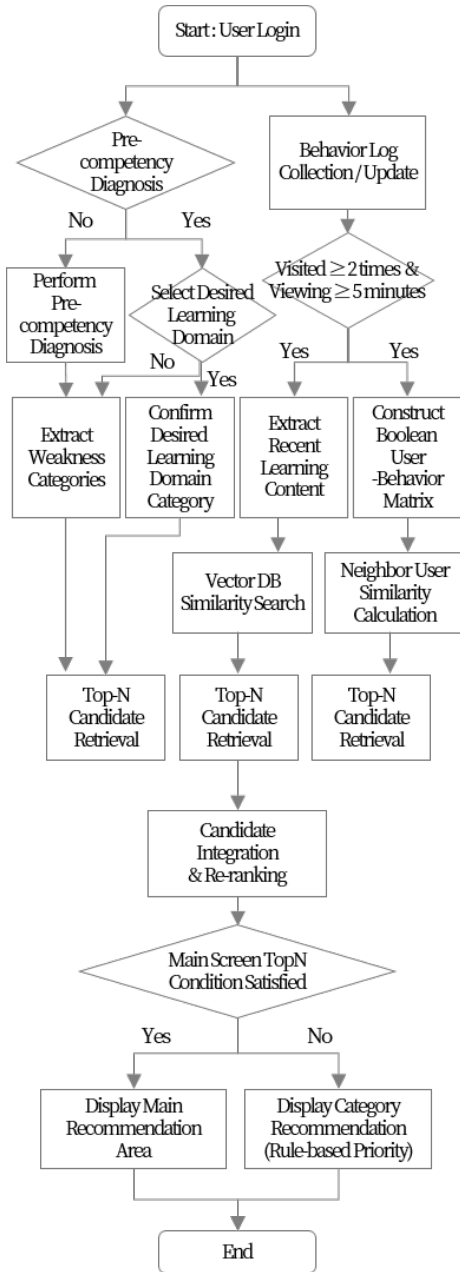 Start : User Login
Pre-
competency
Diagnosis
Behavior Log
Collection / Update
No
Yes
Perform
Pre-
competency
Diagnosis
Select Desired
Learning
Domain
Visited ≥ 2 times &
Viewing ≥ 5 minutes
No
Yes
Yes
Yes
Extract
Weakness
Categories
Confirm
Desired
Learning
Domain
Category
Extract
Recent
Learning
Content
Construct
Boolean
User
-Behavior
Matrix
Vector DB
Similarity Search
Neighbor User
Similarity
Calculation
Top-N
Candidate
Retrieval
Top-N
Candidate
Retrieval
Top-N
Candidate
Retrieval
Candidate
Integration
& Re-ranking
Main Screen TopN
Condition Satisfied
Yes
No
Display Main
Recommendation
Area
Display Category
Recommendation
(Rule-based Priority)
End